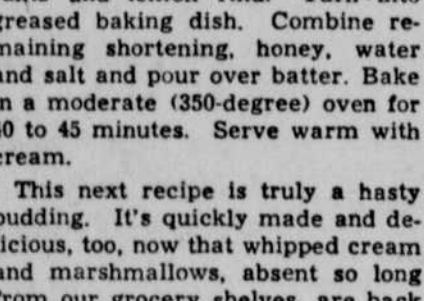 greased baking dish. Combine re-
maining shortening, honey, water
and salt and pour over batter. Bake
in a moderate (350-degree) oven for
40 to 45 minutes. Serve warm with
cream.
This next recipe is truly a hasty
pudding. It's quickly made and de-
licious, too, now that whipped cream
and marshmallows, absent so long
from our grocery shelves, are back